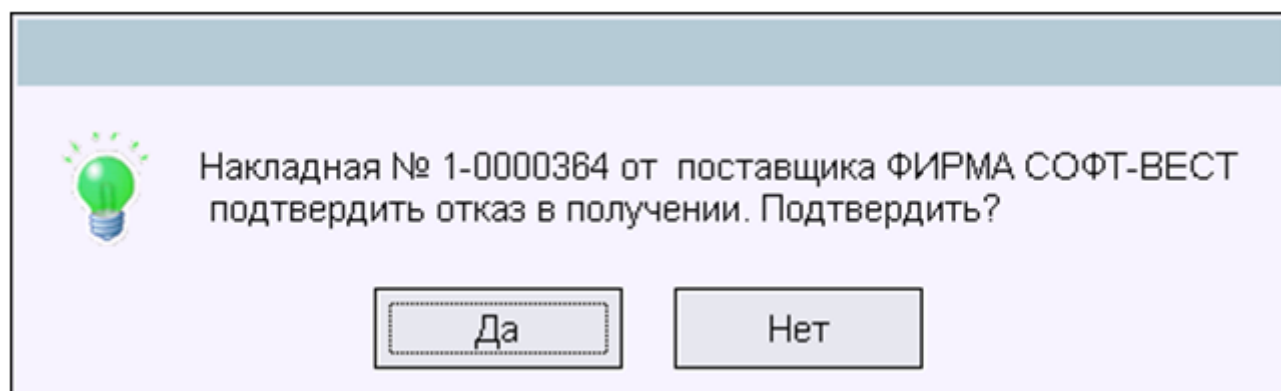 Накладная № 1-0000364 от  поставщика ФИРМА СОФТ-ВЕСТ
подтвердить отказ в получении. Подтвердить?
Да Нет